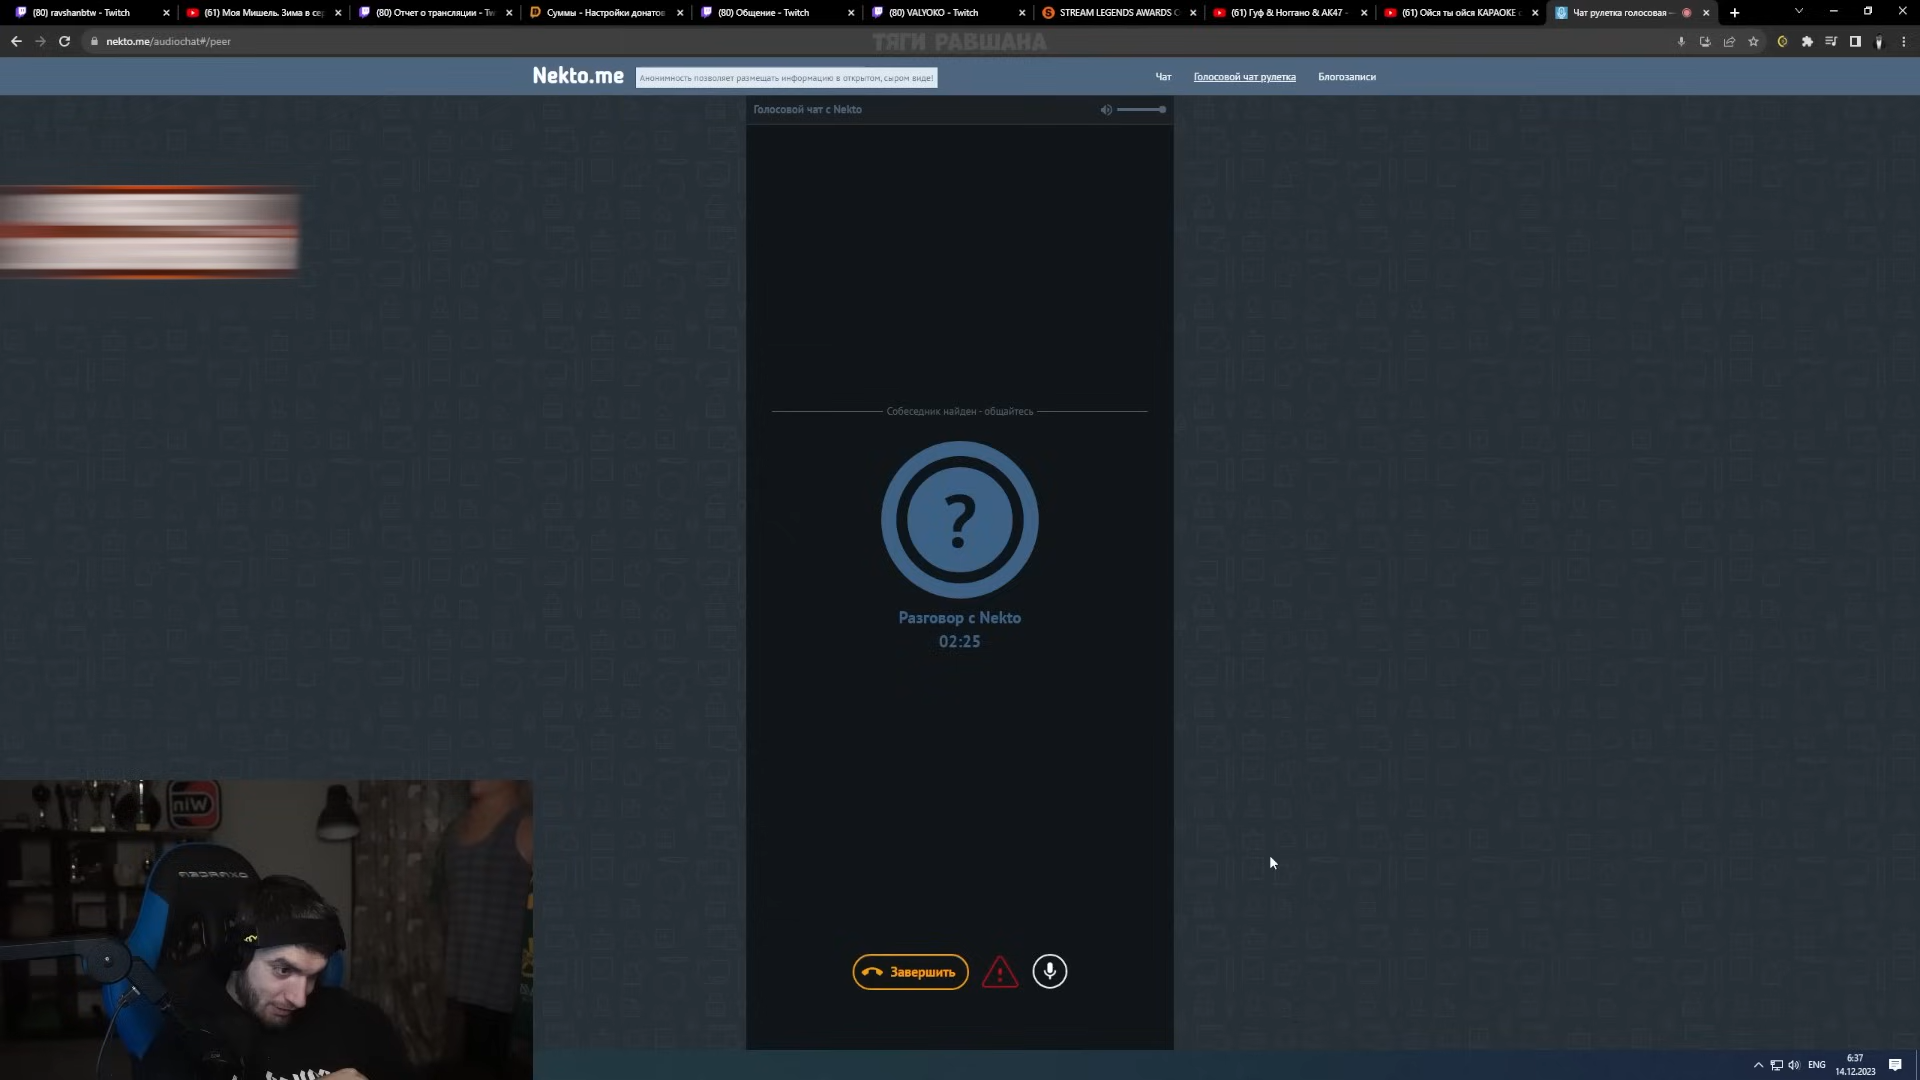 (80) ravshanbtw - Twitch
(61) Моя Мишель. Зима в се
(80) Отчет о трансляции - Tw
Суммы - Настройки донатов
(80) Общение - Twitch
(80) VALYOKO - Twitch
STREAM LEGENDS AWARDS
(61) Гуф & Ноггано & АК47 -
(61) Ойся ты ойся КАРАОКЕ
Чат рулетка голосовая —
nekto.me/audiochat#/peer
ТЯГИ РАВШАНА
Nekto.me
Анонимность позволяет размещать информацию в открытом, сыром виде!
Чат
Голосовой чат рулетка
Блогозаписи
Голосовой чат с Nekto
Собеседник найден - общайтесь
?
Разговор с Nekto
02:25
Win
DXRACER
Завершить
ENG
6:37
14.12.2023